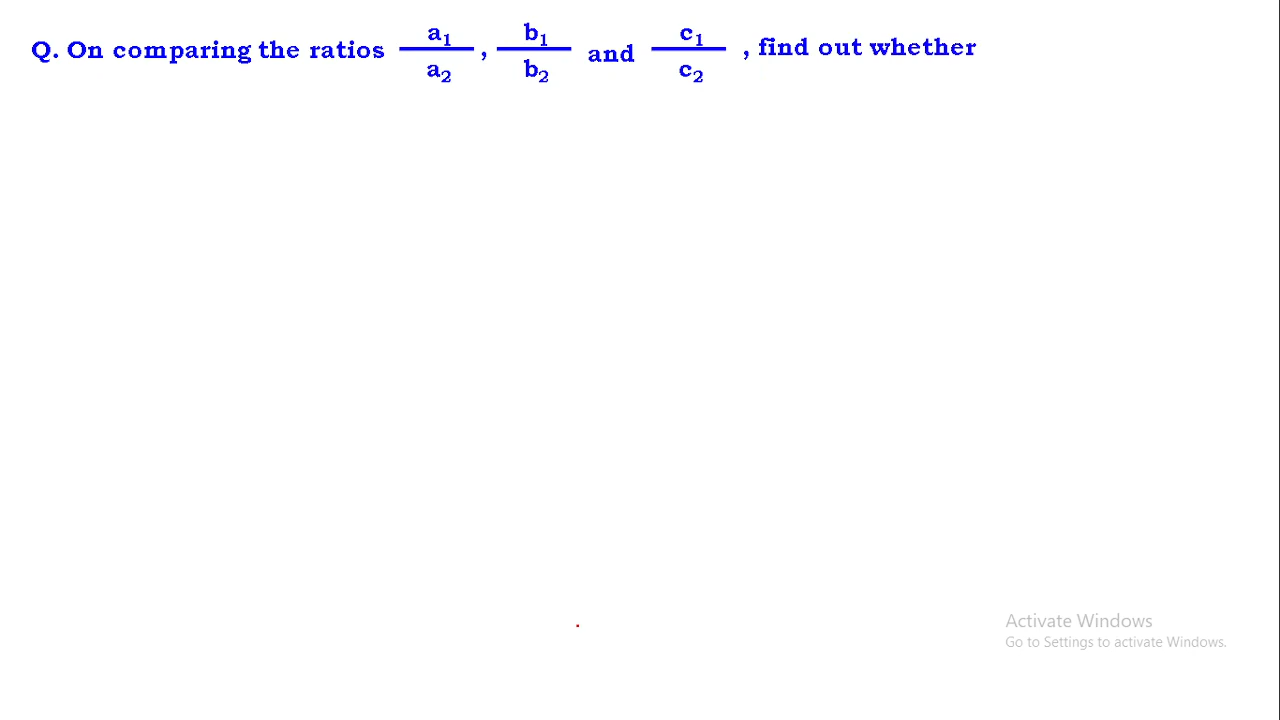 Q. On comparing the ratios a₁/a₂ , b₁/b₂ and c₁/c₂ , find out whether
Activate Windows
Go to Settings to activate Windows.